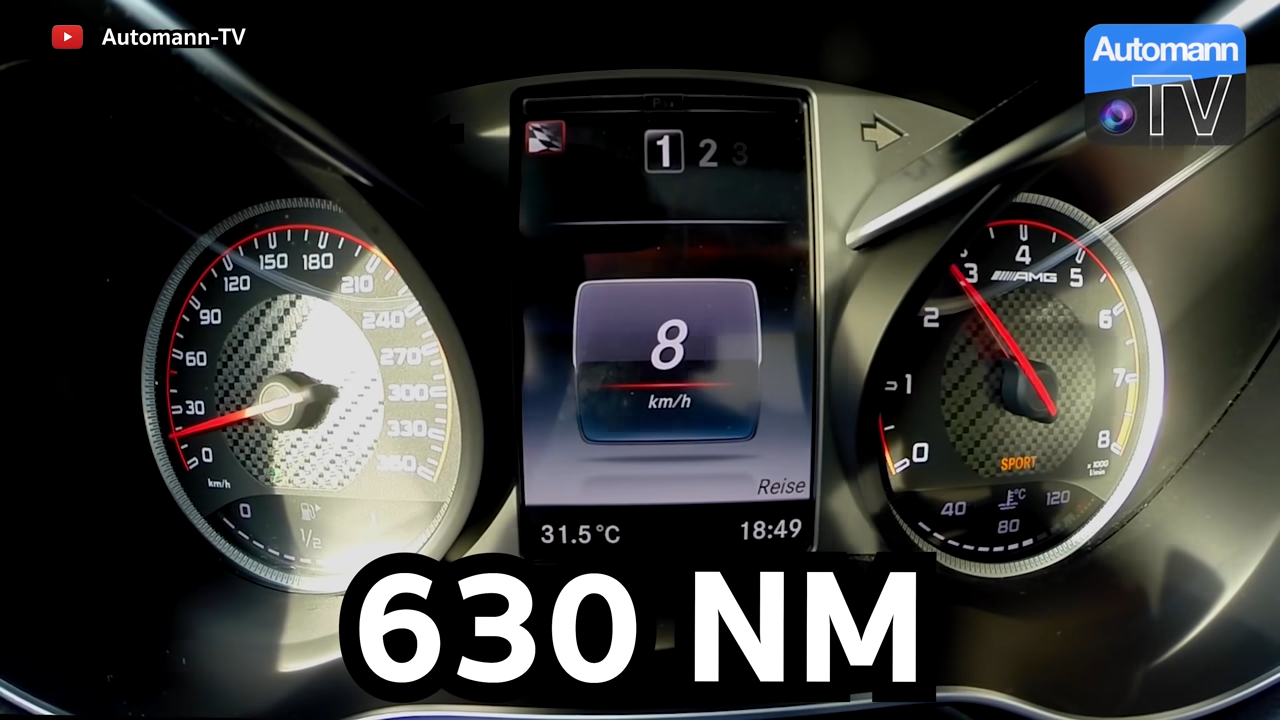 Automann-TV
Automann
TV
1 2 3
8
km/h
Reise
31.5°C 18:49
0
30
60
90
120
150
180
210
240
270
300
330
360
km/h
0
1/2
0
1
2
3
4
5
6
7
8
AMG
SPORT
x 1000
1/min
40
80
120
°C
630 NM